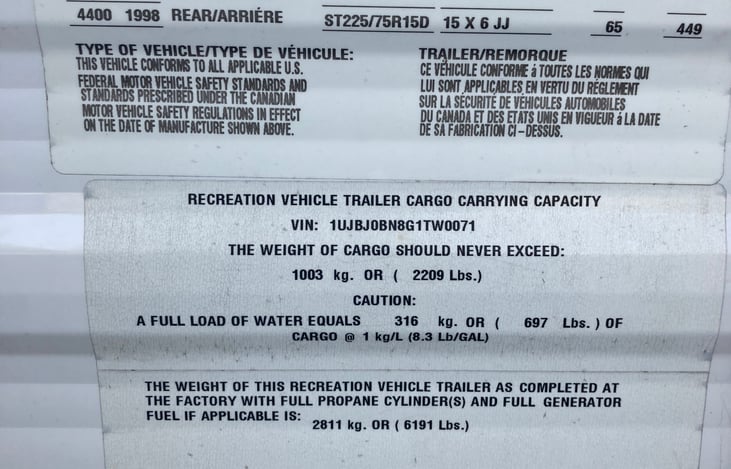 4400 1998 REAR/ARRIÉRE ST225/75R15D 15 X 6 JJ 65 449
TYPE OF VEHICLE/TYPE DE VÉHICULE: TRAILER/REMORQUE
THIS VEHICLE CONFORMS TO ALL APPLICABLE U.S.
FEDERAL MOTOR VEHICLE SAFETY STANDARDS AND
STANDARDS PRESCRIBED UNDER THE CANADIAN
MOTOR VEHICLE SAFETY REGULATIONS IN EFFECT
ON THE DATE OF MANUFACTURE SHOWN ABOVE.
CE VÉHICULE CONFORME á TOUTES LES NORMES QUI
LUI SONT APPLICABLES EN VERTU DU RÉGLEMENT
SUR LA SÉCURITÉ DE VÉHICULES AUTOMOBILES
DU CANADA ET DES ETATS UNIS EN VIGUEUR á LA DATE
DE SA FABRICATION CI-DESSUS.
RECREATION VEHICLE TRAILER CARGO CARRYING CAPACITY
VIN: 1UJBJ0BN8G1TW0071
THE WEIGHT OF CARGO SHOULD NEVER EXCEED:
1003 kg. OR ( 2209 Lbs.)
CAUTION:
A FULL LOAD OF WATER EQUALS 316 kg. OR ( 697 Lbs. ) OF
CARGO @ 1 kg/L (8.3 Lb/GAL)
THE WEIGHT OF THIS RECREATION VEHICLE TRAILER AS COMPLETED AT
THE FACTORY WITH FULL PROPANE CYLINDER(S) AND FULL GENERATOR
FUEL IF APPLICABLE IS:
2811 kg. OR ( 6191 Lbs.)